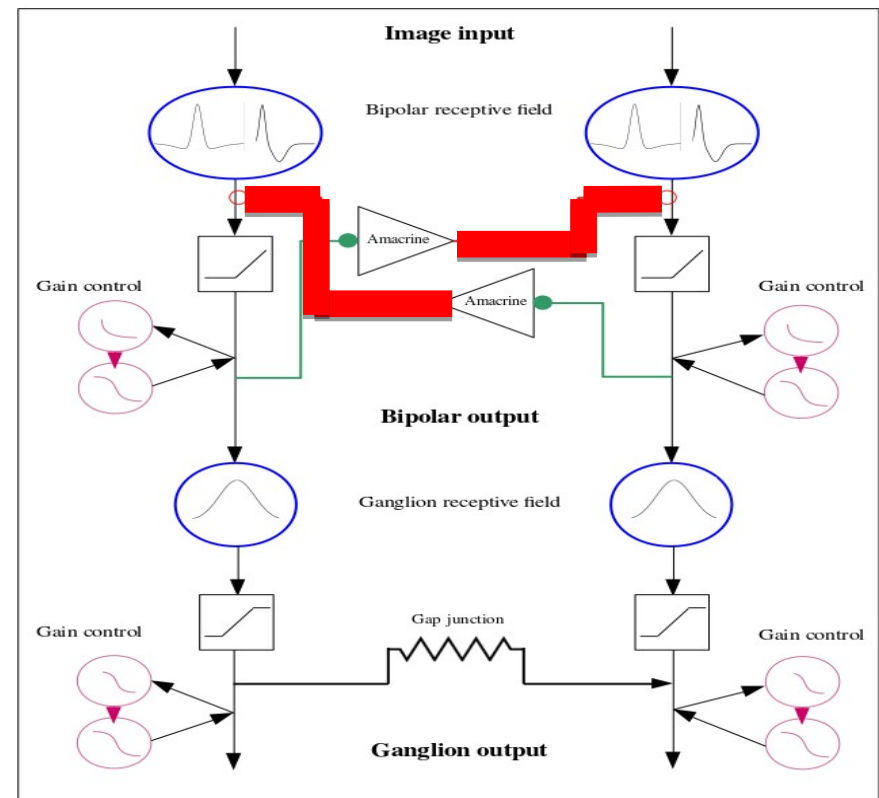 Image input
Bipolar receptive field
Amacrine
Gain control
Amacrine
Gain control
Bipolar output
Ganglion receptive field
Gap junction
Gain control
Gain control
Ganglion output